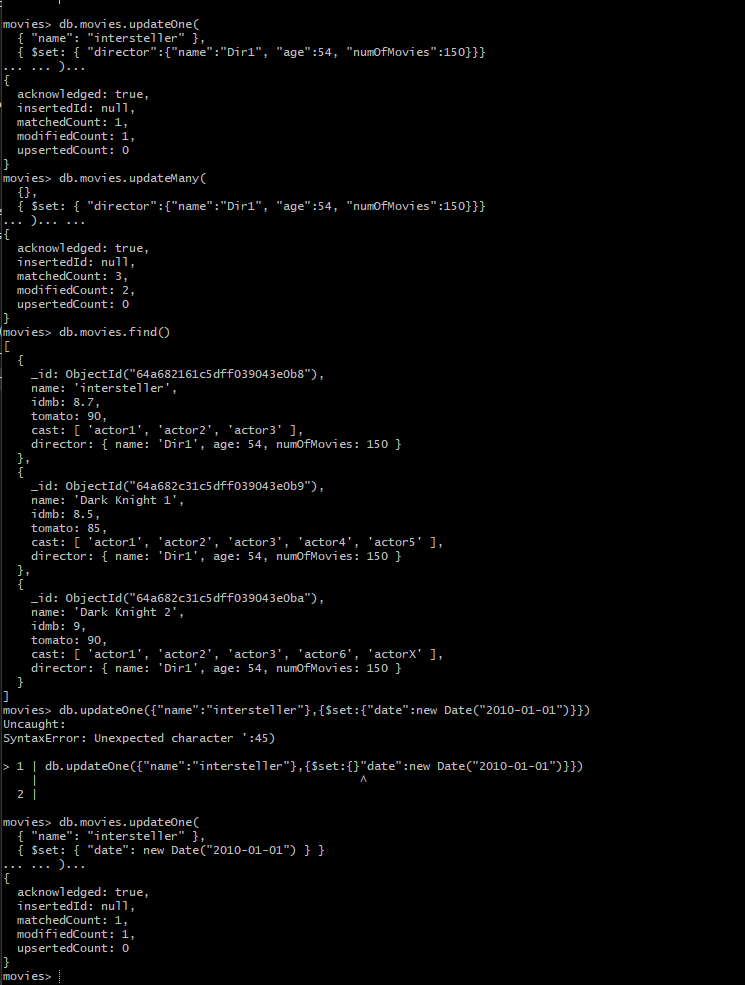 movies> db.movies.updateOne(
  { "name": "intersteller" },
  { $set: { "director":{"name":"Dir1", "age":54, "numOfMovies":150}}}
... ... )...
{
  acknowledged: true,
  insertedId: null,
  matchedCount: 1,
  modifiedCount: 1,
  upsertedCount: 0
}
movies> db.movies.updateMany(
  {},
  { $set: { "director":{"name":"Dir1", "age":54, "numOfMovies":150}}}
... )... ...
{
  acknowledged: true,
  insertedId: null,
  matchedCount: 3,
  modifiedCount: 2,
  upsertedCount: 0
}
movies> db.movies.find()
[
  {
    _id: ObjectId("64a682161c5dff039043e0b8"),
    name: 'intersteller',
    idmb: 8.7,
    tomato: 90,
    cast: [ 'actor1', 'actor2', 'actor3' ],
    director: { name: 'Dir1', age: 54, numOfMovies: 150 }
  },
  {
    _id: ObjectId("64a682c31c5dff039043e0b9"),
    name: 'Dark Knight 1',
    idmb: 8.5,
    tomato: 85,
    cast: [ 'actor1', 'actor2', 'actor3', 'actor4', 'actor5' ],
    director: { name: 'Dir1', age: 54, numOfMovies: 150 }
  },
  {
    _id: ObjectId("64a682c31c5dff039043e0ba"),
    name: 'Dark Knight 2',
    idmb: 9,
    tomato: 90,
    cast: [ 'actor1', 'actor2', 'actor3', 'actor6', 'actorX' ],
    director: { name: 'Dir1', age: 54, numOfMovies: 150 }
  }
]
movies> db.updateOne({"name":"intersteller"},{$set:{"date":new Date("2010-01-01")}})
Uncaught:
SyntaxError: Unexpected character ':45)

> 1 | db.updateOne({"name":"intersteller"},{$set:{}"date":new Date("2010-01-01")}})
    |                                              ^
  2 |

movies> db.movies.updateOne(
  { "name": "intersteller" },
  { $set: { "date": new Date("2010-01-01") } }
... ... )...
{
  acknowledged: true,
  insertedId: null,
  matchedCount: 1,
  modifiedCount: 1,
  upsertedCount: 0
}
movies>